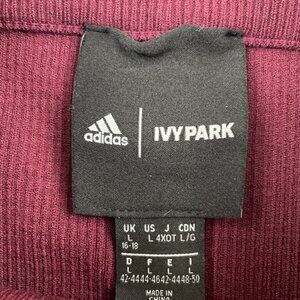 adidas
IVY PARK
UK US J CDN
L L 4XOT L/G
16-18
D F E I
L L L L
42-44 44-46 42-44 48-50
MADE IN
CHINA